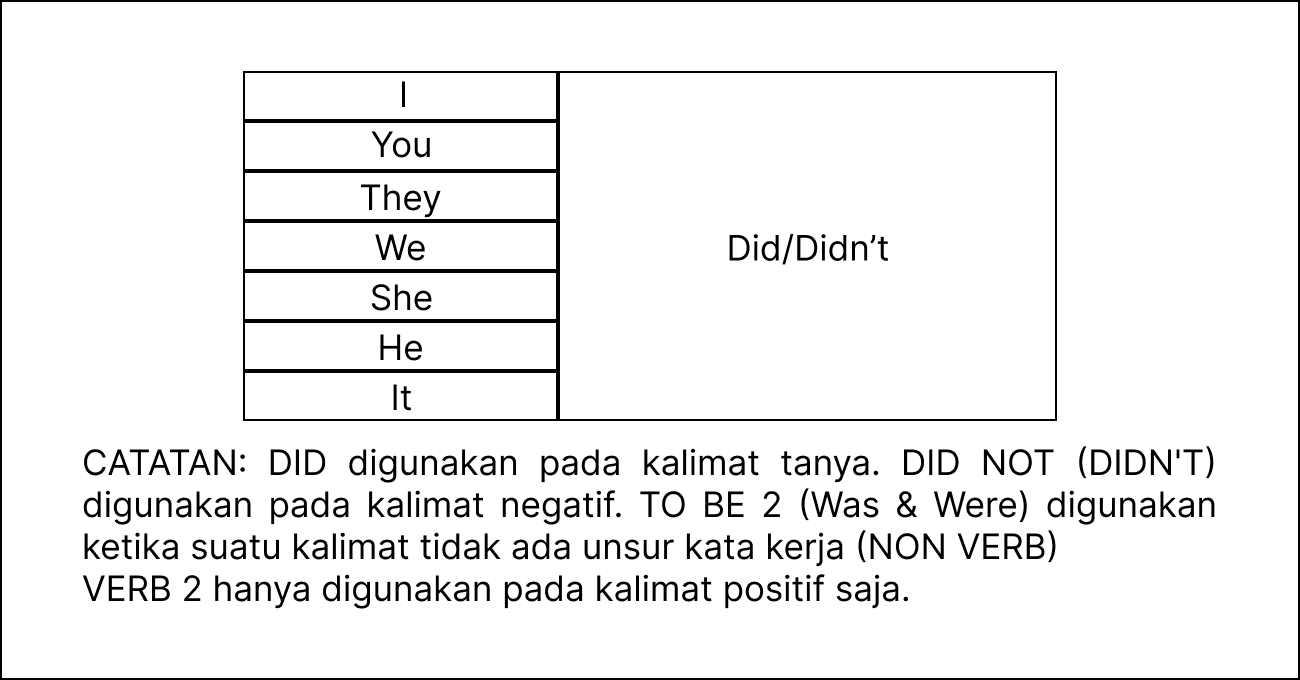 I
You
They
We
She
He
It
Did/Didn’t
CATATAN: DID digunakan pada kalimat tanya. DID NOT (DIDN'T)
digunakan pada kalimat negatif. TO BE 2 (Was & Were) digunakan
ketika suatu kalimat tidak ada unsur kata kerja (NON VERB)
VERB 2 hanya digunakan pada kalimat positif saja.